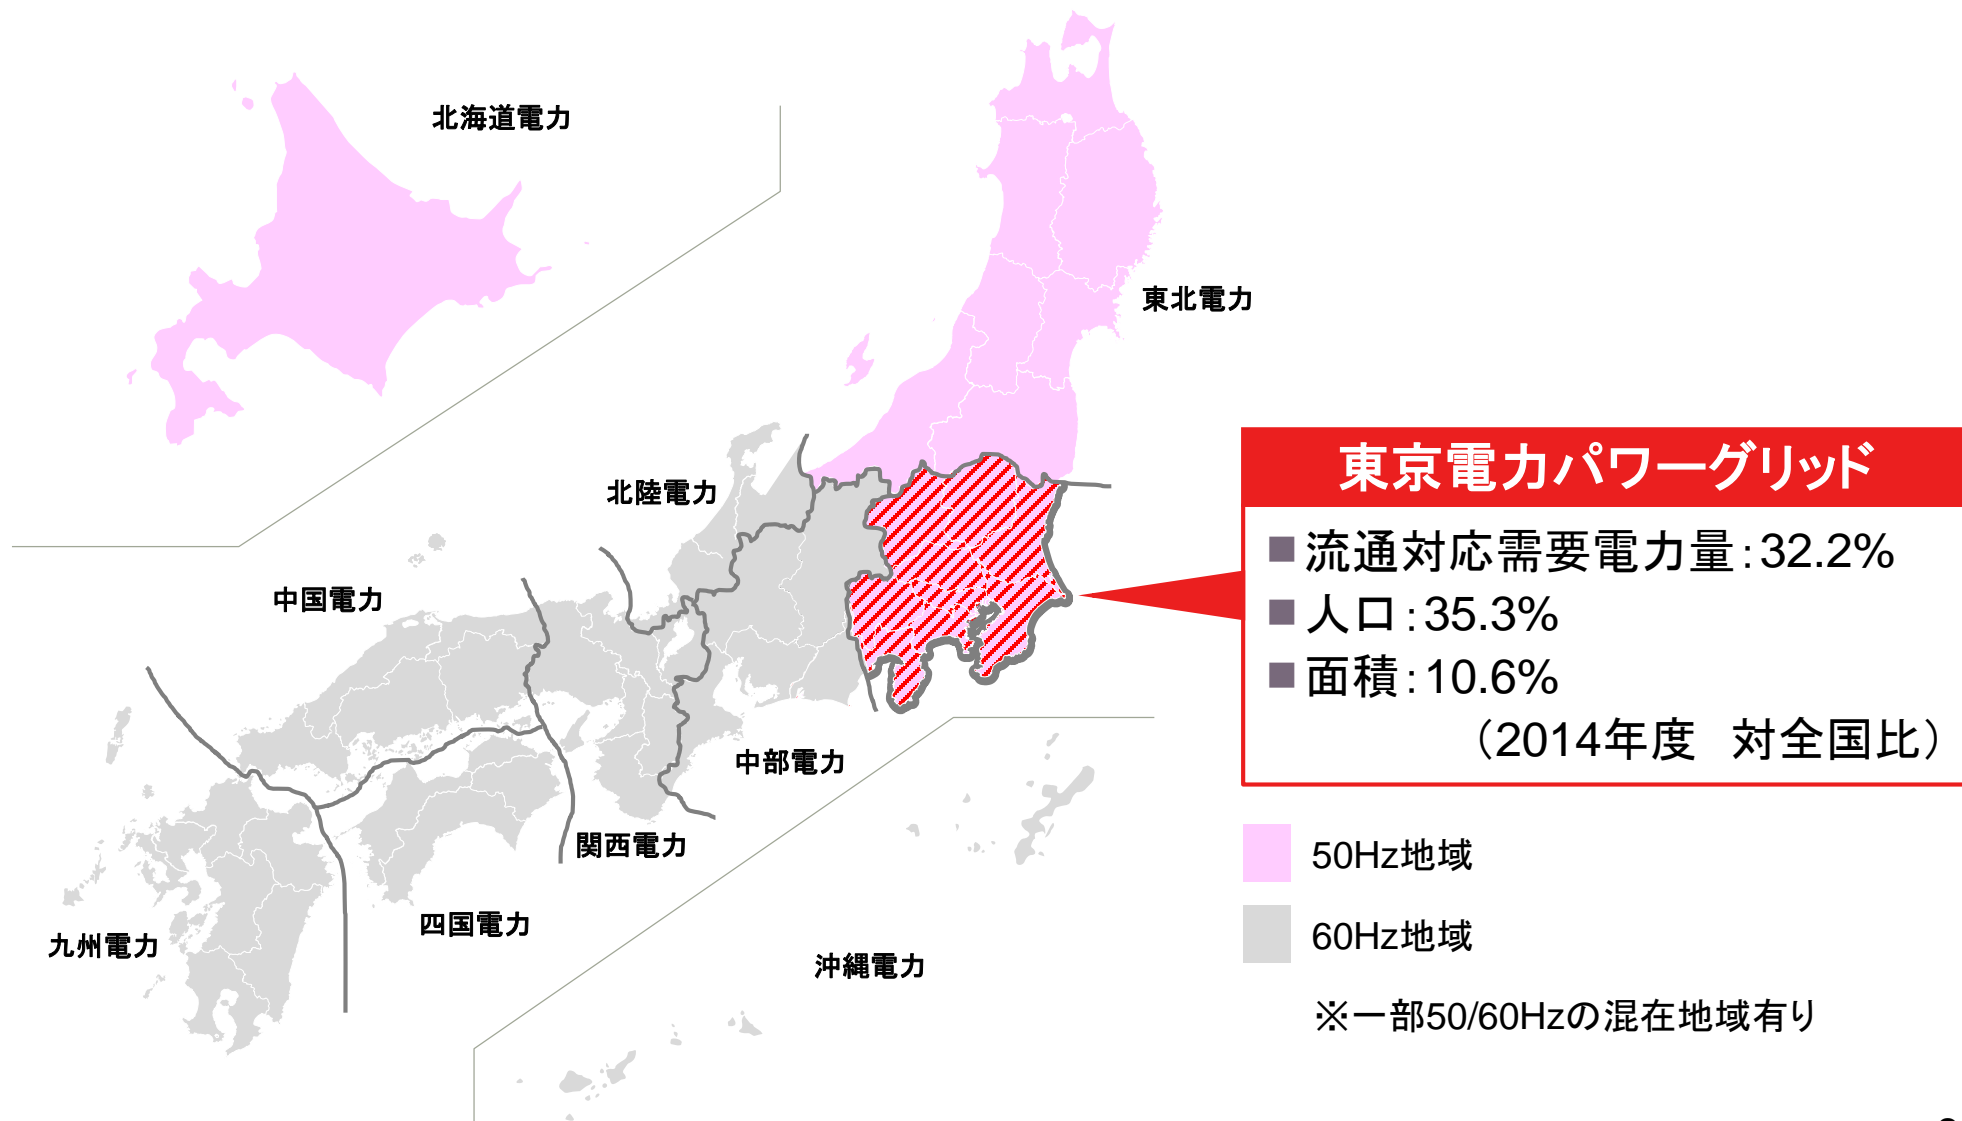 北海道電力
東北電力
北陸電力
中国電力
中部電力
関西電力
四国電力
九州電力
沖縄電力
東京電力パワーグリッド
■流通対応需要電力量:32.2%
■人口:35.3%
■面積:10.6%
（2014年度　対全国比）
50Hz地域
60Hz地域
※一部50/60Hzの混在地域有り